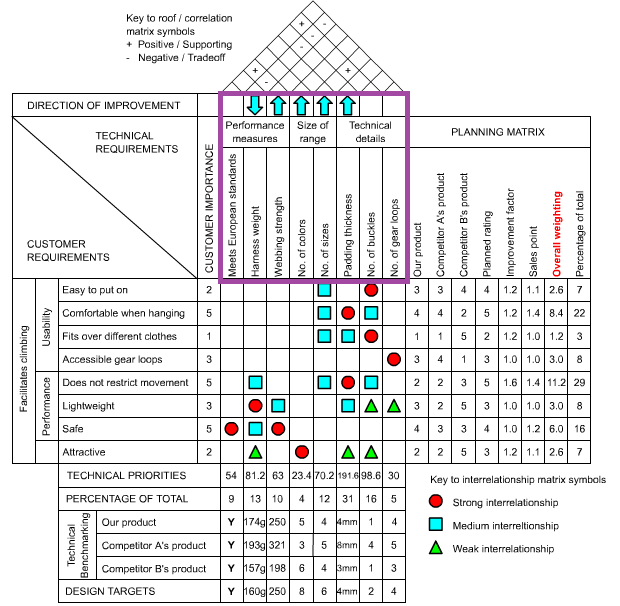 Key to roof / correlation
matrix symbols
+ Positive / Supporting
- Negative / Tradeoff
+ -
+ -
+ +
-
DIRECTION OF IMPROVEMENT
TECHNICAL
REQUIREMENTS
CUSTOMER
REQUIREMENTS
CUSTOMER IMPORTANCE
Performance
measures
Size of
range
Technical
details
PLANNING MATRIX
Meets European standards
Harness weight
Webbing strength
No. of colors
No. of sizes
Padding thickness
No. of buckles
No. of gear loops
Our product
Competitor A's product
Competitor B's product
Planned rating
Improvement factor
Sales point
Overall weighting
Percentage of total
Facilitates climbing
Usability
Easy to put on 2 3 3 4 4 1.2 1.1 2.6 7
Comfortable when hanging 5 4 4 2 5 1.2 1.4 8.4 22
Fits over different clothes 1 1 1 5 2 1.2 1.0 1.2 3
Accessible gear loops 3 3 4 1 3 1.0 1.0 3.0 8
Performance
Does not restrict movement 5 2 2 3 5 1.6 1.4 11.2 29
Lightweight 3 3 2 5 3 1.0 1.0 3.0 8
Safe 5 4 3 3 4 1.0 1.2 6.0 16
Attractive 2 2 2 5 3 1.2 1.1 2.6 7
TECHNICAL PRIORITIES 54 81.2 63 23.4 70.2 191.6 98.6 30
PERCENTAGE OF TOTAL 9 13 10 4 12 31 16 5
Technical
Benchmarking
Our product Y 174g 250 5 4 4mm 1 4
Competitor A's product Y 193g 321 3 5 8mm 4 5
Competitor B's product Y 157g 198 6 4 3mm 1 3
DESIGN TARGETS Y 160g 250 8 6 4mm 2 4
Key to interrelationship matrix symbols
Strong interrelationship
Medium interreltionship
Weak interrelationship